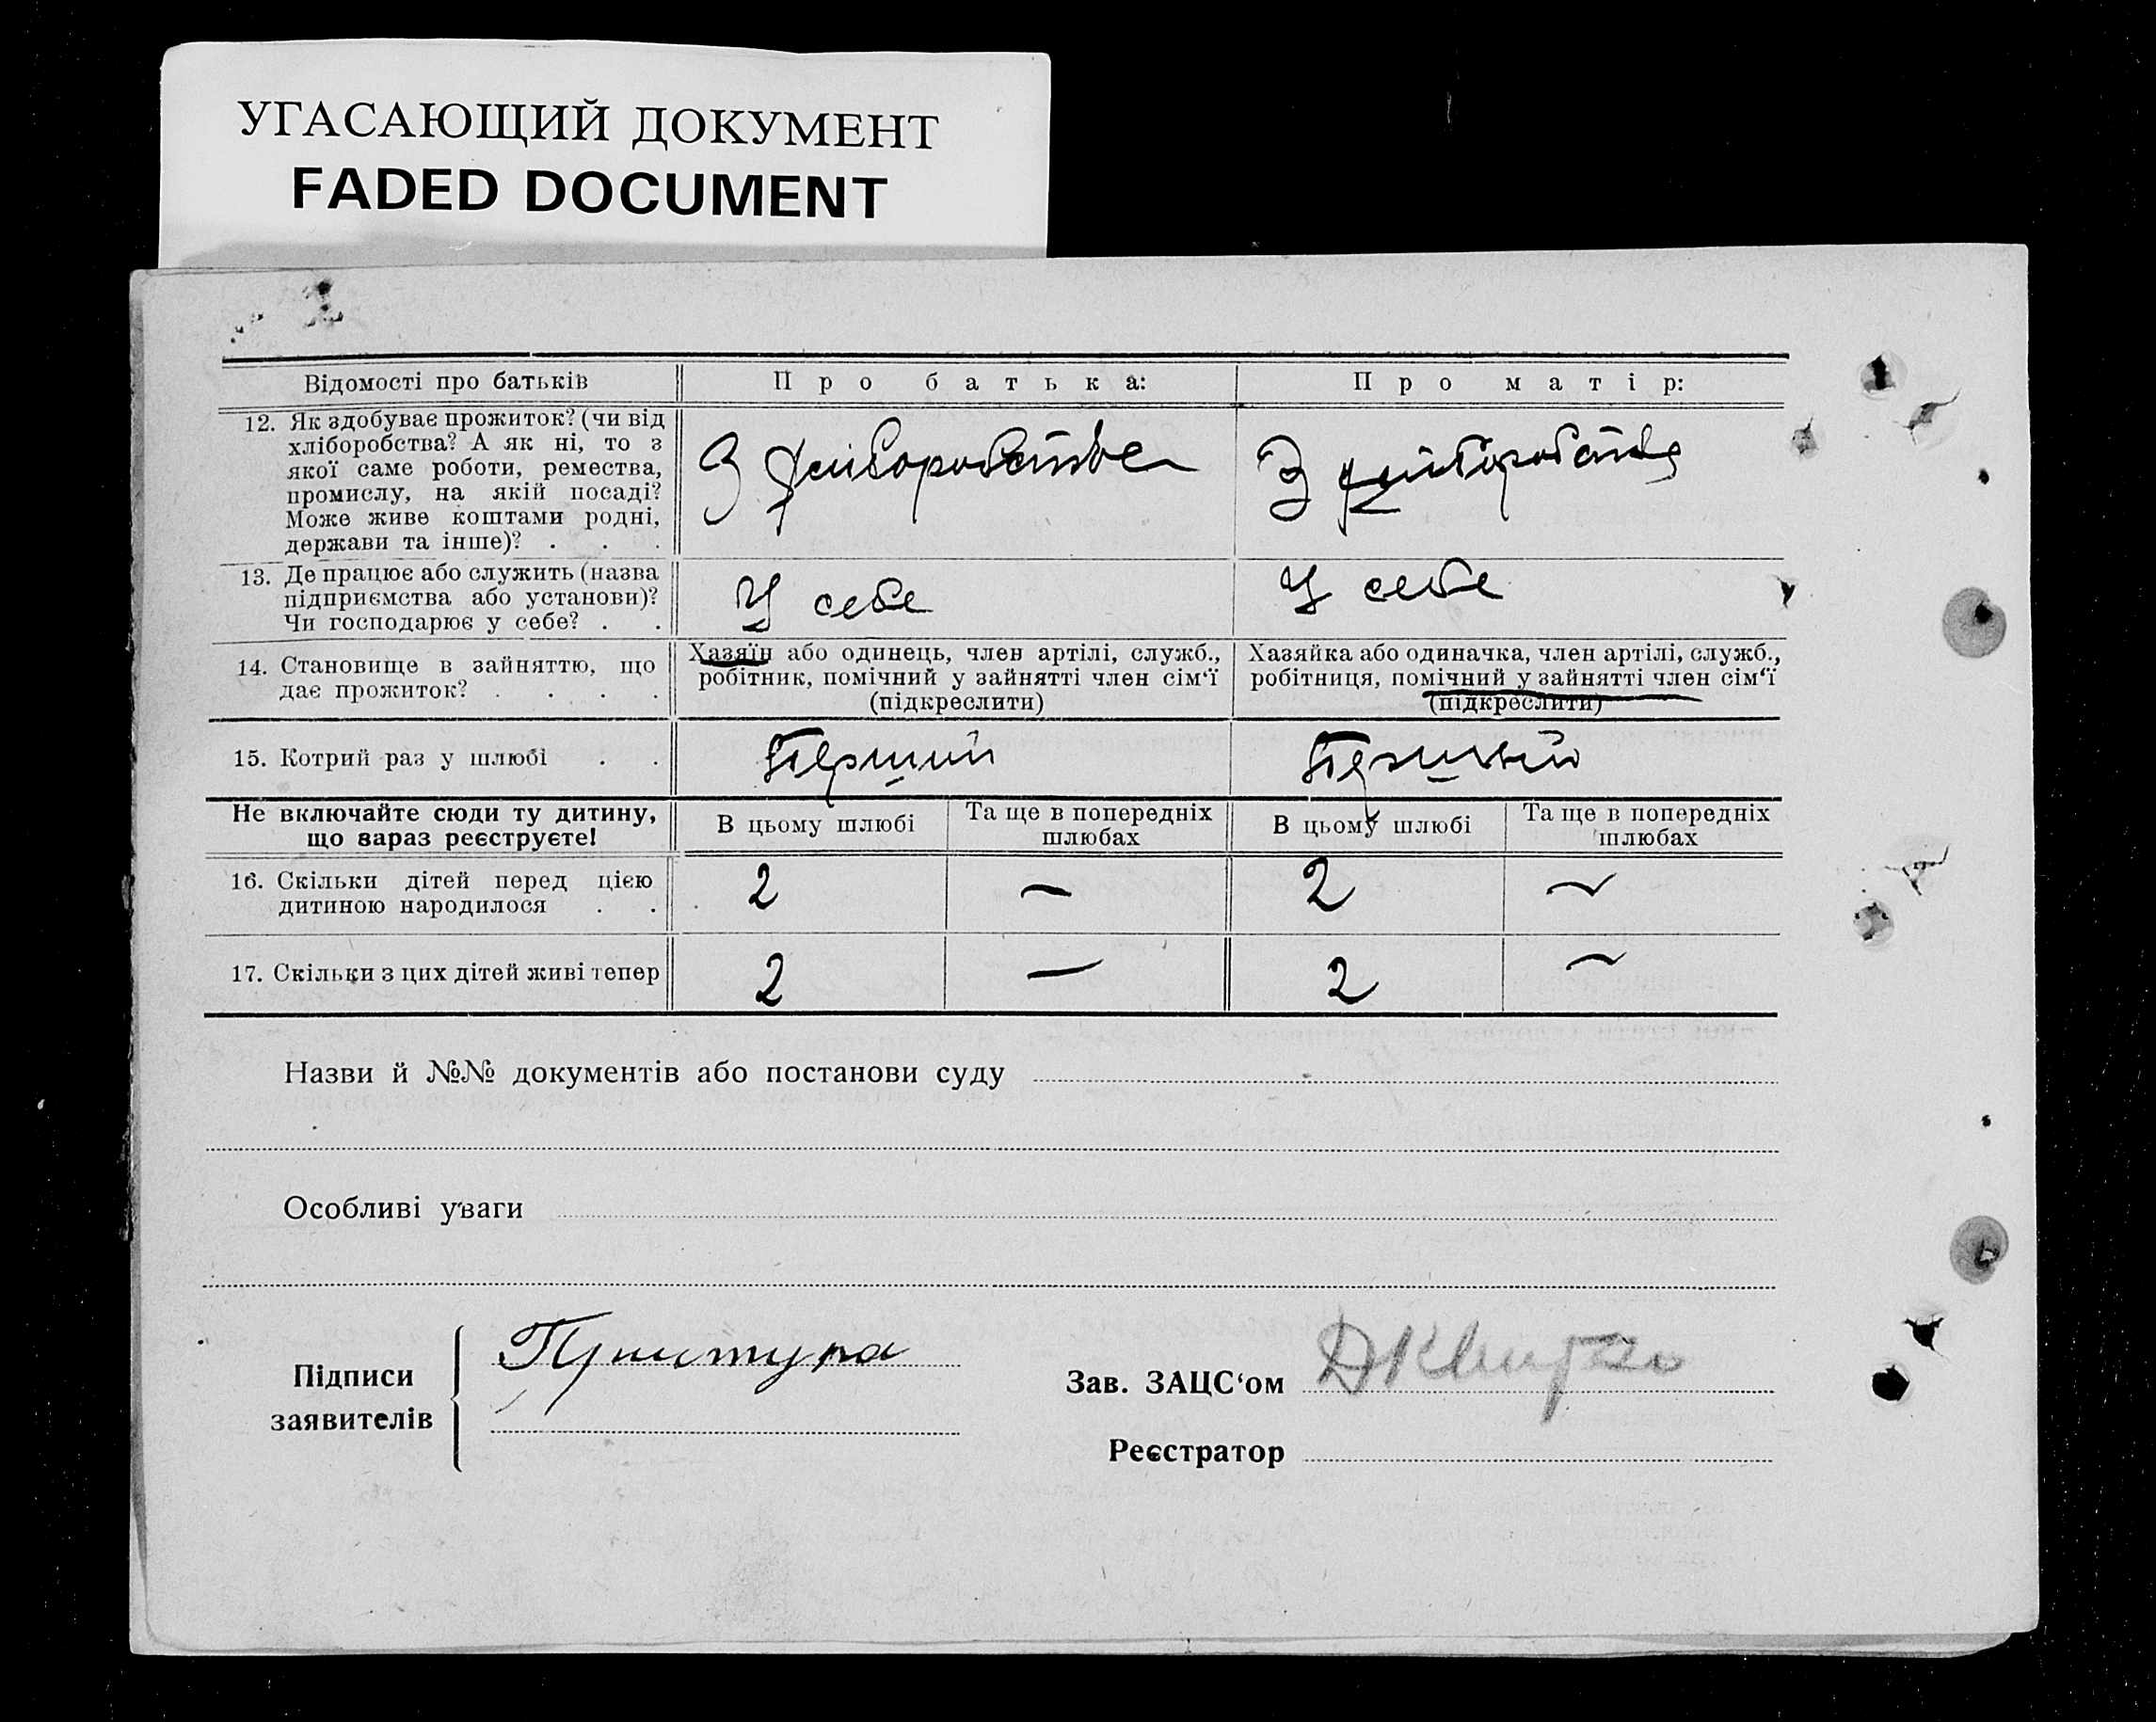 УГАСАЮЩИЙ ДОКУМЕНТ
FADED DOCUMENT
Відомості про батьків
Про батька:
Про матір:
12. Як здобуває прожиток? (чи від
хліборобства? А як ні, то з
якої саме роботи, ремества,
промислу, на якій посаді?
Може живе коштами родні,
держави та інше)? . . .
З хліборобства
З хліборобства
13. Де працює або служить (назва
підприємства або установи)?
Чи господарює у себе? . .
У себе
У себе
14. Становище в зайняттю, що
дає прожиток? . . . .
Хазяїн або одинець, член артілі, служб.,
робітник, помічний у зайнятті член сім‘ї
(підкреслити)
Хазяйка або одиначка, член артілі, служб.,
робітниця, помічний у зайнятті член сім‘ї
(підкреслити)
15. Котрий раз у шлюбі . .
Перший
Перший
Не включайте сюди ту дитину,
що зараз реєструєте!
В цьому шлюбі
Та ще в попередніх
шлюбах
В цьому шлюбі
Та ще в попередніх
шлюбах
16. Скільки дітей перед цією
дитиною народилося . .
2
—
2
—
17. Скільки з цих дітей живі тепер
2
—
2
—
Назви й №№ документів або постанови суду
Особливі уваги
Підписи
заявителів
Притура
Зав. ЗАЦС‘ом
Реєстратор